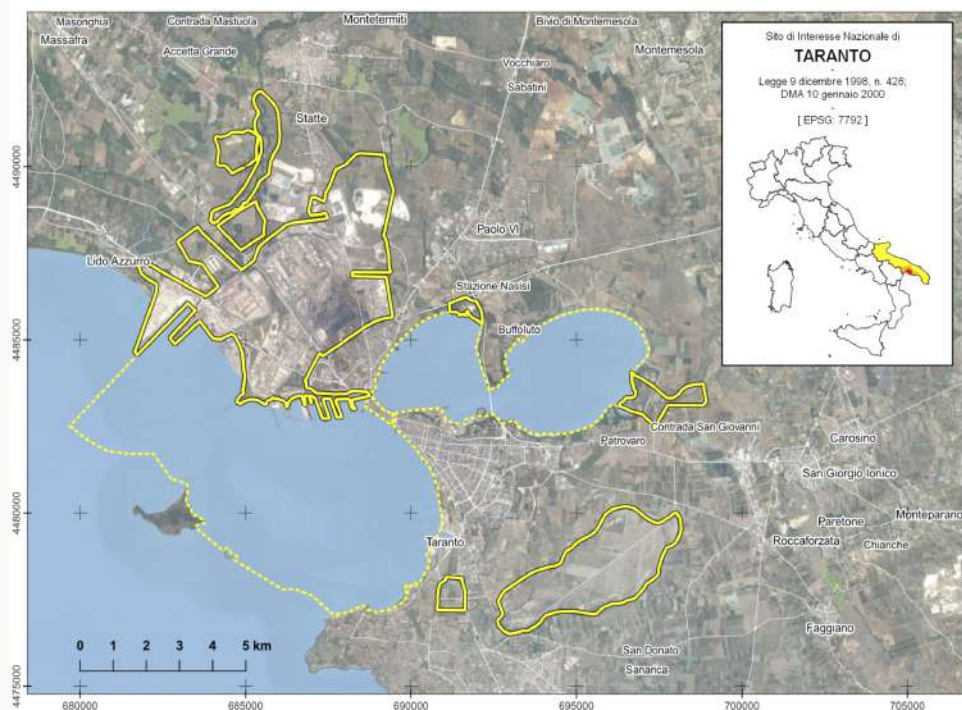 Masonghia
Contrada Mastuola
Montetermiti
Bivio di Montemesola
Massafra
Accetta Grande
Vocchiaro
Montemesola
Sabatini
Statte
Sito di Interesse Nazionale di
TARANTO
-
Legge 9 dicembre 1998, n. 426;
DMA 10 gennaio 2000
-
[ EPSG: 7792 ]
Paolo VI
Lido Azzurro
Stazione Nasisi
Buffoluto
Contrada San Giovanni
Patrovaro
Carosino
San Giorgio Ionico
Monteparano
Paretone
Roccaforzata
Chianche
Taranto
Faggiano
San Donato
Sanarica
0 1 2 3 4 5 km
4490000
4485000
4480000
4475000
680000 685000 690000 695000 700000 705000